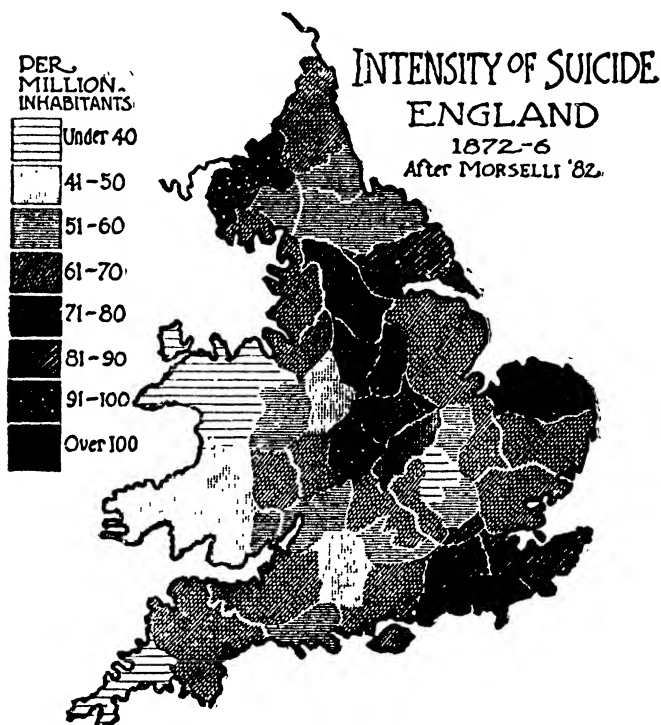 PER
MILLION.
INHABITANTS
Under 40
41-50
51-60
61-70
71-80
81-90
91-100
Over 100
INTENSITY OF SUICIDE
ENGLAND
1872-6
After MORSELLI '82.